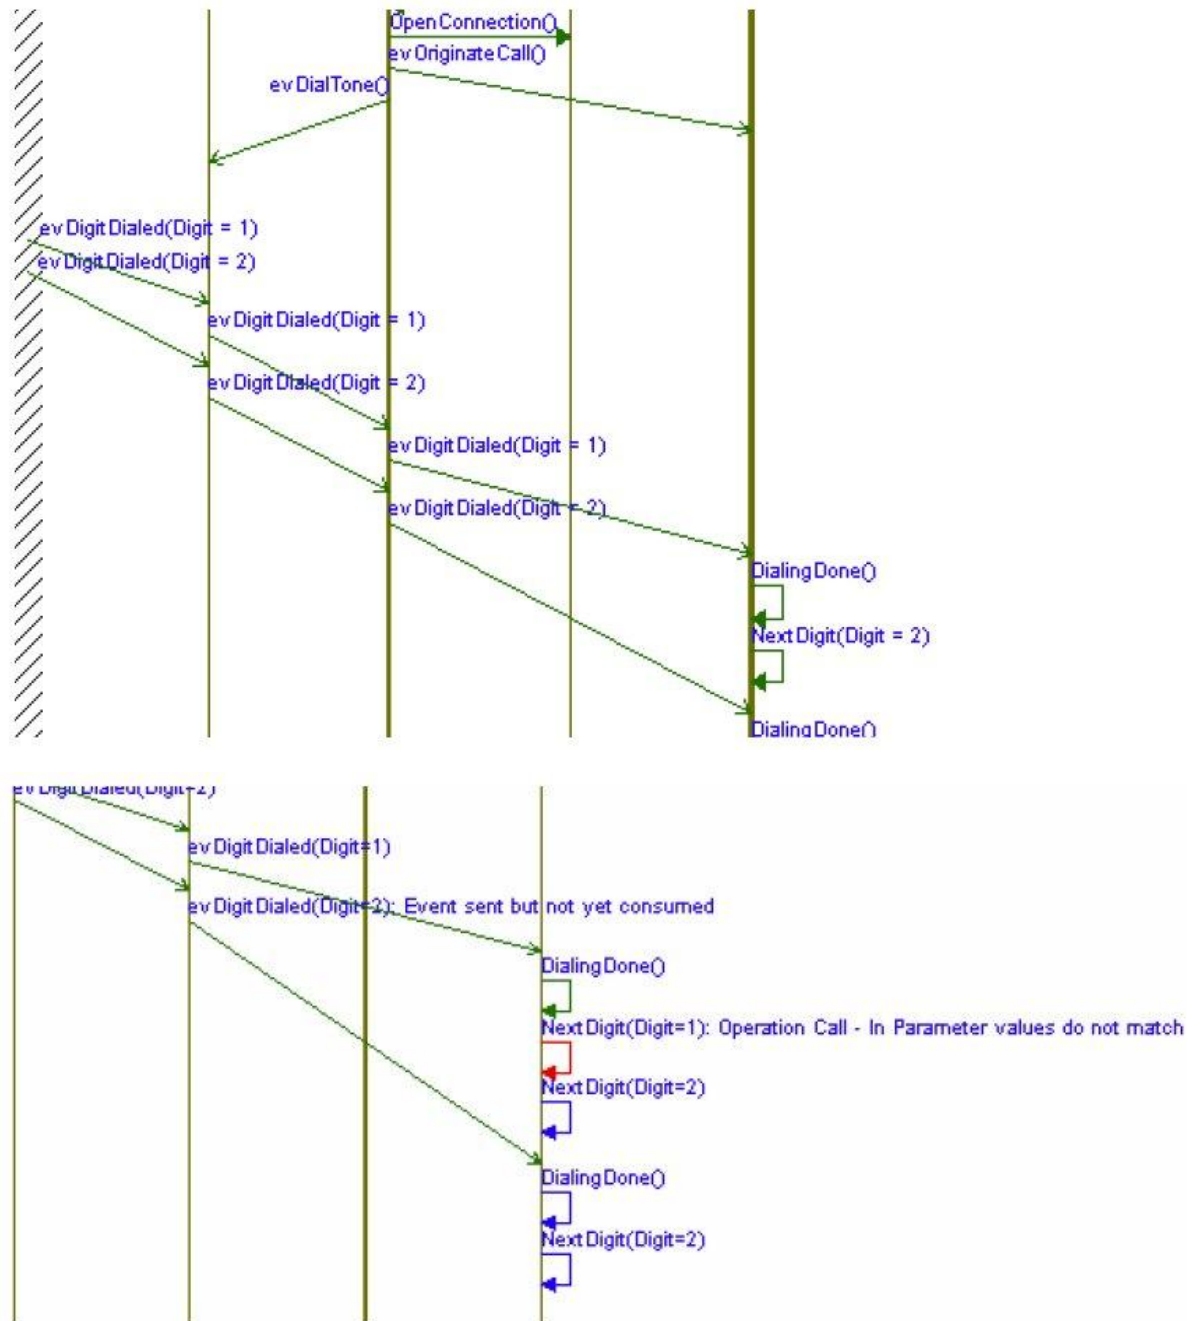 OpenConnection()
evOriginateCall()
evDialTone()
evDigitDialed(Digit = 1)
evDigitDialed(Digit = 2)
evDigitDialed(Digit = 1)
evDigitDialed(Digit = 2)
evDigitDialed(Digit = 1)
evDigitDialed(Digit = 2)
DialingDone()
NextDigit(Digit = 2)
DialingDone()
evDigitDialed(Digit=2)
evDigitDialed(Digit=1)
evDigitDialed(Digit=2): Event sent but not yet consumed
DialingDone()
NextDigit(Digit=1): Operation Call - In Parameter values do not match
NextDigit(Digit=2)
DialingDone()
NextDigit(Digit=2)